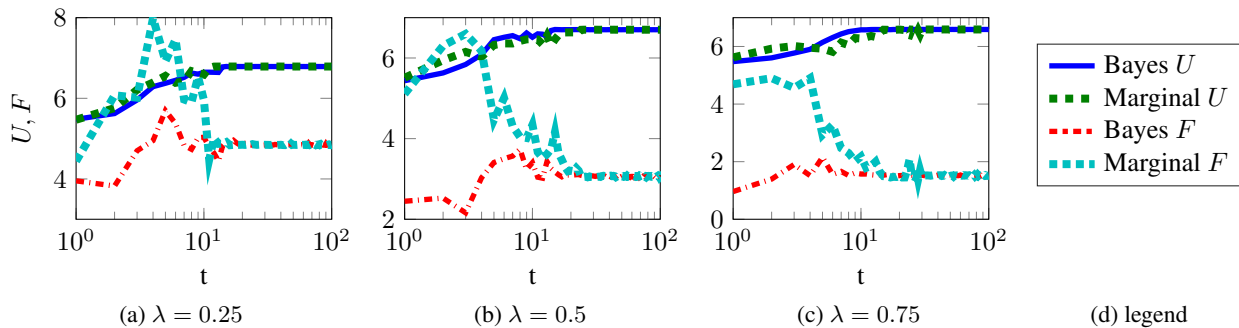 U, F
8
6
4
10^0
10^1
10^2
t
(a) λ = 0.25
6
4
2
10^0
10^1
10^2
t
(b) λ = 0.5
6
4
2
0
10^0
10^1
10^2
t
(c) λ = 0.75
Bayes U
Marginal U
Bayes F
Marginal F
(d) legend